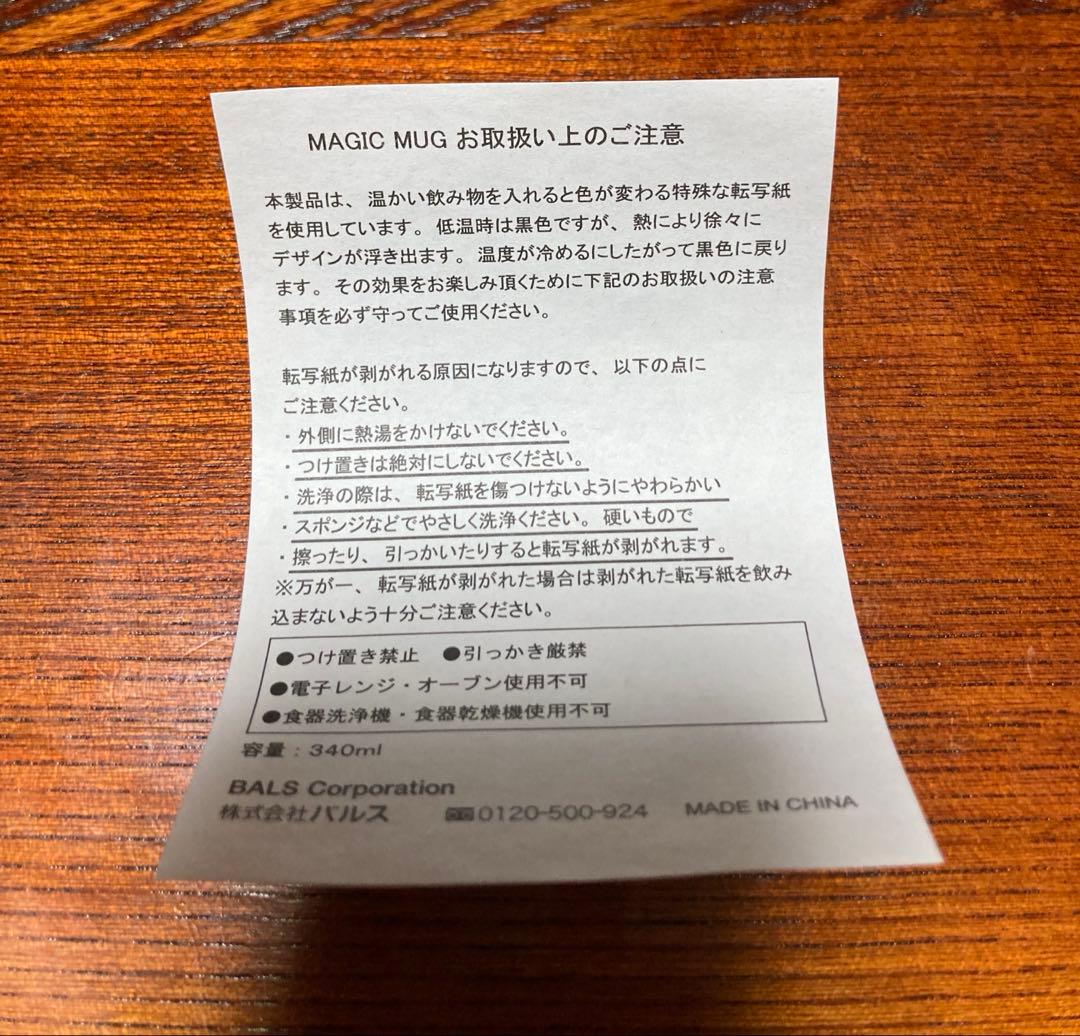 MAGIC MUG お取扱い上のご注意
本製品は、温かい飲み物を入れると色が変わる特殊な転写紙
を使用しています。低温時は黒色ですが、熱により徐々に
デザインが浮き出ます。温度が冷めるにしたがって黒色に戻り
ます。その効果をお楽しみ頂くために下記のお取扱いの注意
事項を必ず守ってご使用ください。
転写紙が剥がれる原因になりますので、以下の点に
ご注意ください。
・外側に熱湯をかけないでください。
・つけ置きは絶対にしないでください。
・洗浄の際は、転写紙を傷つけないようにやわらかい
・スポンジなどでやさしく洗浄ください。硬いもので
・擦ったり、引っかいたりすると転写紙が剥がれます。
※万が一、転写紙が剥がれた場合は剥がれた転写紙を飲み
込まないよう十分ご注意ください。
●つけ置き禁止 ●引っかき厳禁
●電子レンジ・オーブン使用不可
●食器洗浄機・食器乾燥機使用不可
容量：340ml
BALS Corporation
株式会社バルス 0120-500-924 MADE IN CHINA